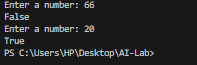 Enter a number: 66
False
Enter a number: 20
True
PS C:\Users\HP\Desktop\AI-Lab>